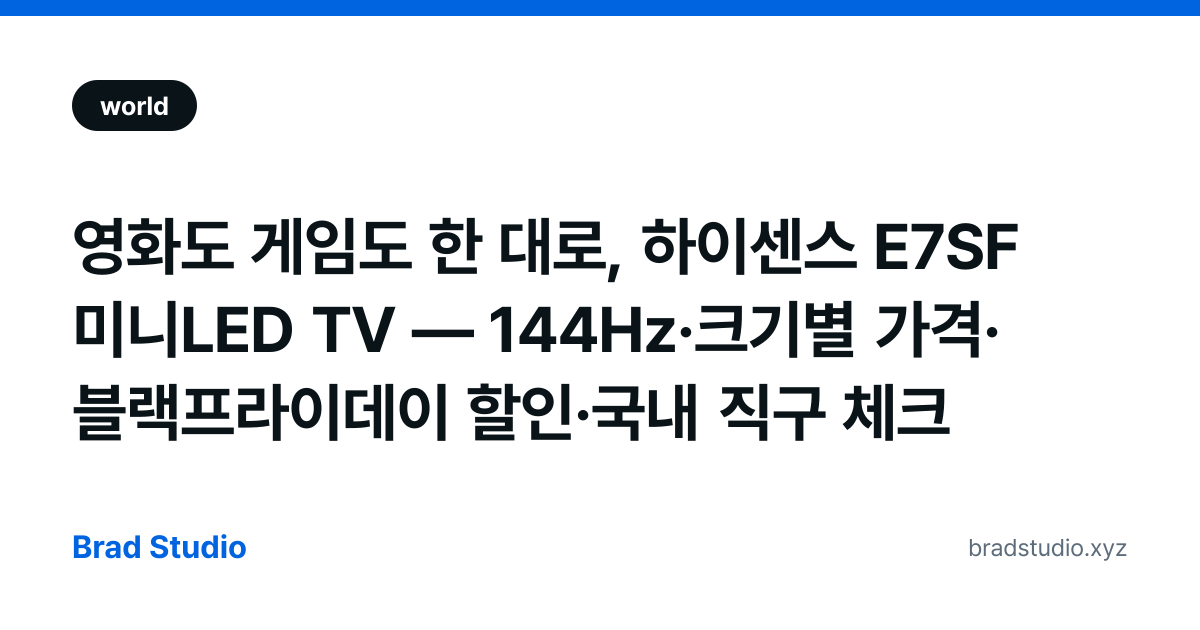 world
영화도 게임도 한 대로, 하이센스 E7SF
미니LED TV — 144Hz·크기별 가격·
블랙프라이데이 할인·국내 직구 체크
Brad Studio
bradstudio.xyz